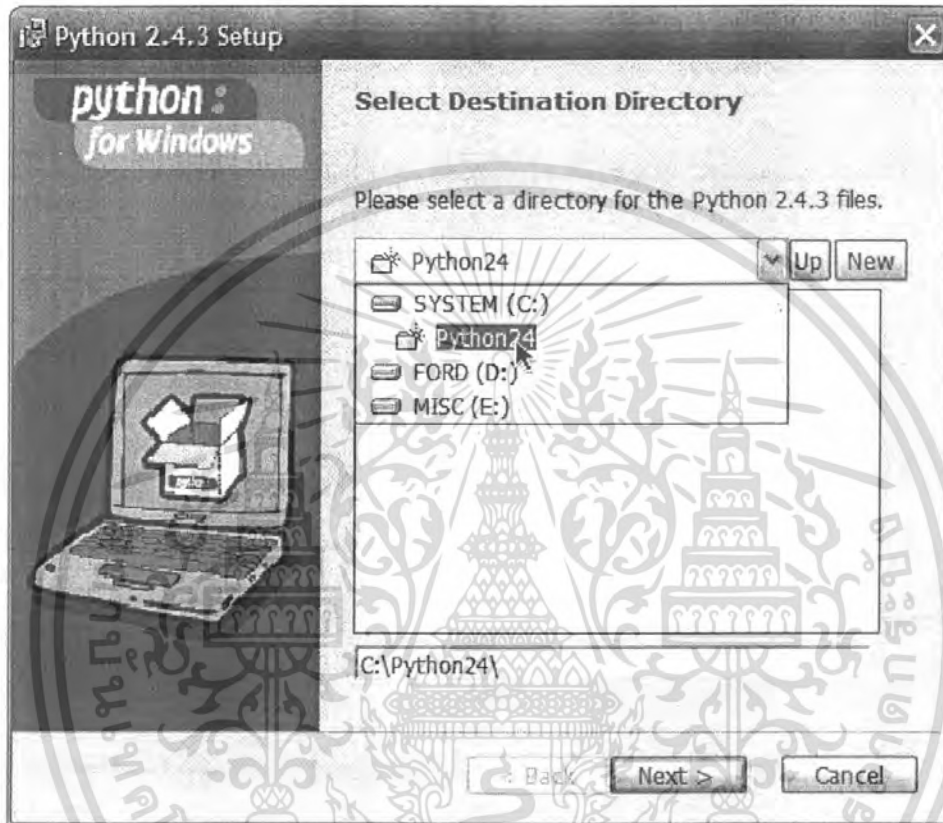 Python 2.4.3 Setup
python
for Windows
Select Destination Directory
Please select a directory for the Python 2.4.3 files.
Python24
Up
New
SYSTEM (C:)
Python24
FORD (D:)
MISC (E:)
C:\Python24\
< Back
Next >
Cancel